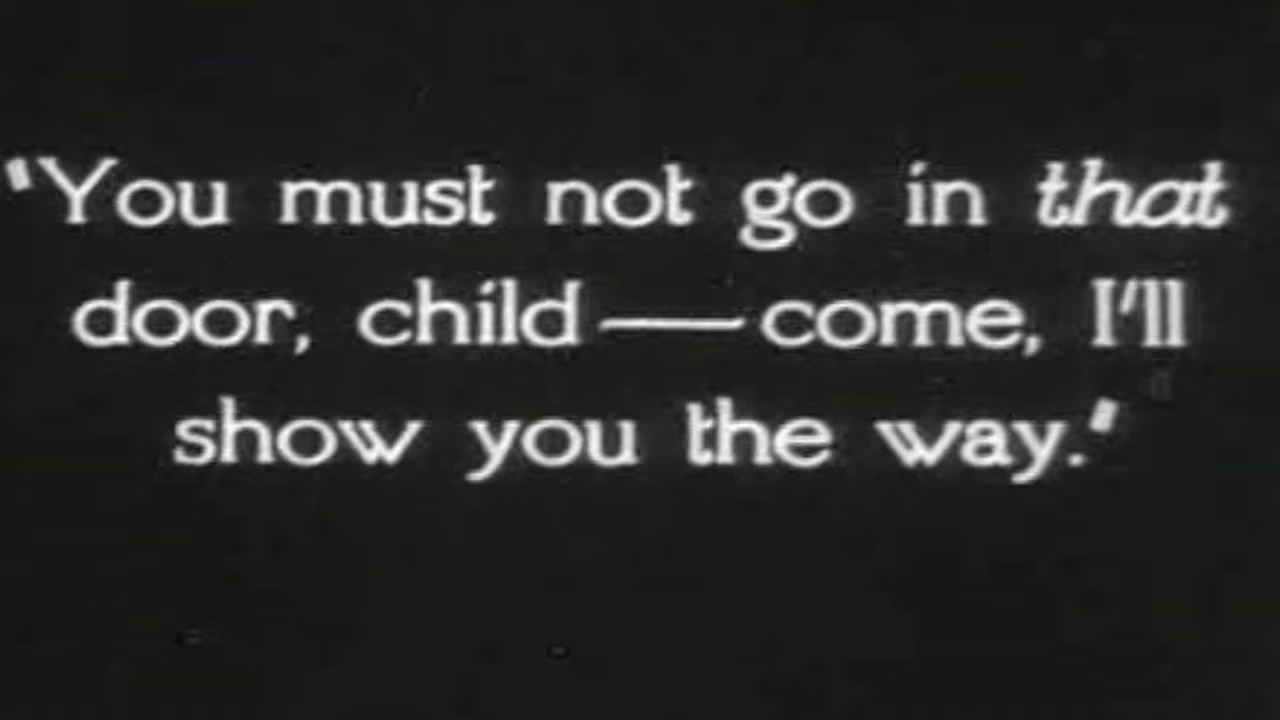 "You must not go in that
door, child—come, I'll
show you the way."